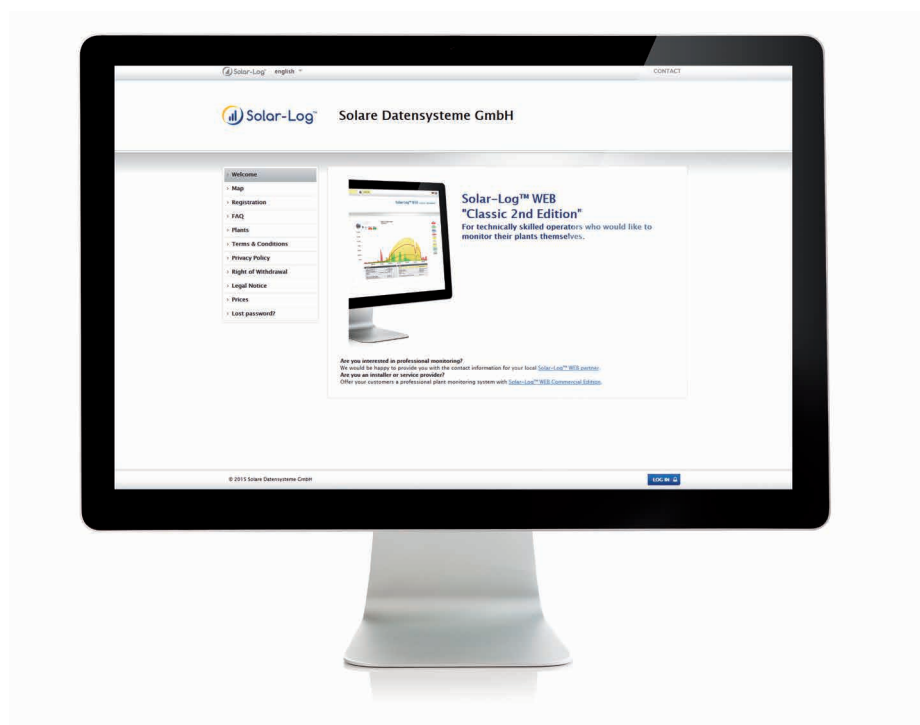 Solar-Log™ english
CONTACT
Solar-Log™ Solare Datensysteme GmbH
Welcome
Map
Registration
FAQ
Plants
Terms & Conditions
Privacy Policy
Right of Withdrawal
Legal Notice
Prices
Lost password?
Solar-Log™ WEB
"Classic 2nd Edition"
For technically skilled operators who would like to
monitor their plants themselves.
Are you interested in professional monitoring?
We would be happy to provide you with the contact information for your local Solar-Log™ WEB partner.
Are you an installer or service provider?
Offer your customers a professional plant monitoring system with Solar-Log™ WEB Commercial Edition.
© 2015 Solare Datensysteme GmbH
LOG IN